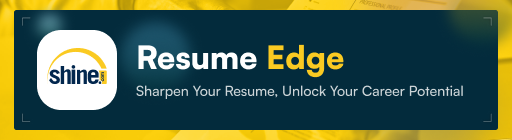 shine.com
Resume Edge
Sharpen Your Resume, Unlock Your Career Potential